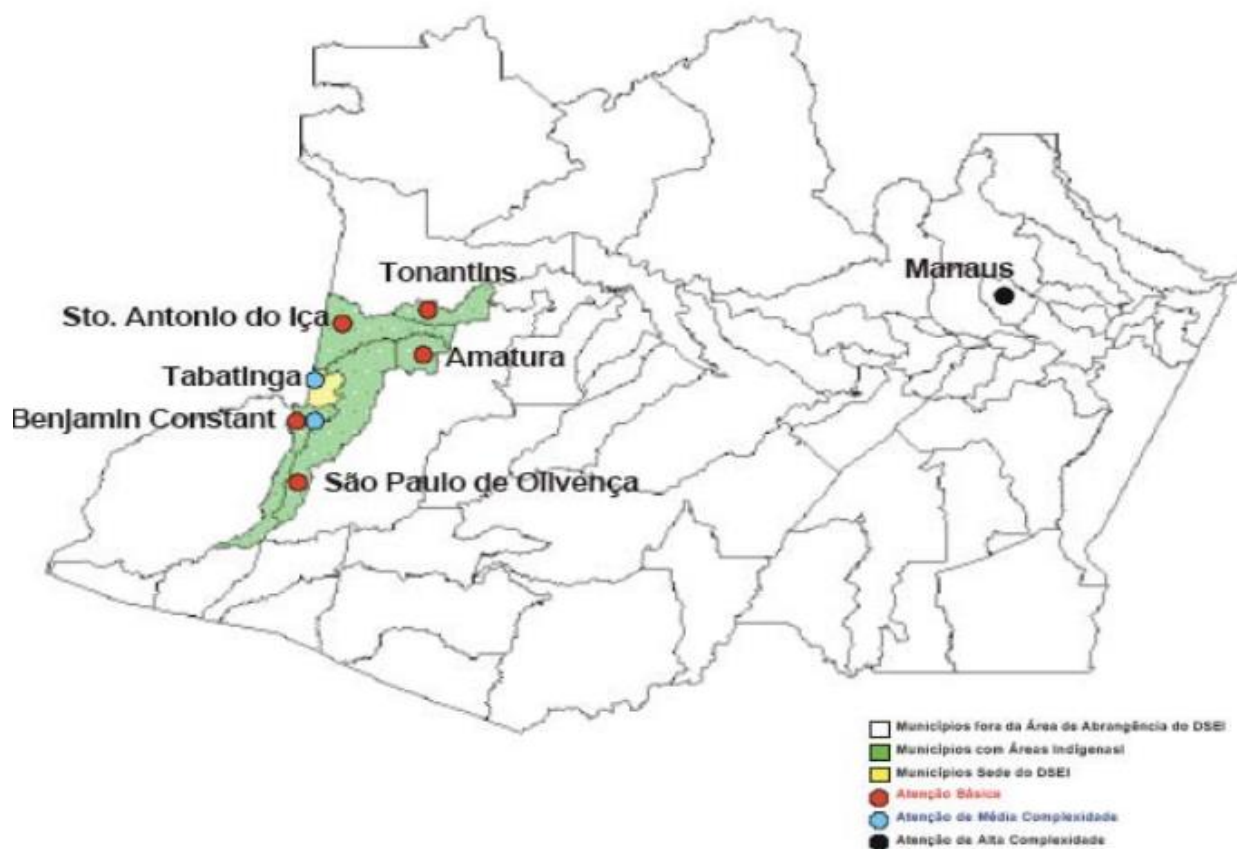 Tonantins
Manaus
Sto. Antonio do Iça
Amatura
Tabatinga
Benjamin Constant
São Paulo de Olivença
Municípios fora da Área de Abrangência do DSEI
Municípios com Áreas IndígenasI
Municípios Sede do DSEI
Atenção Básica
Atenção de Média Complexidade
Atenção de Alta Complexidade